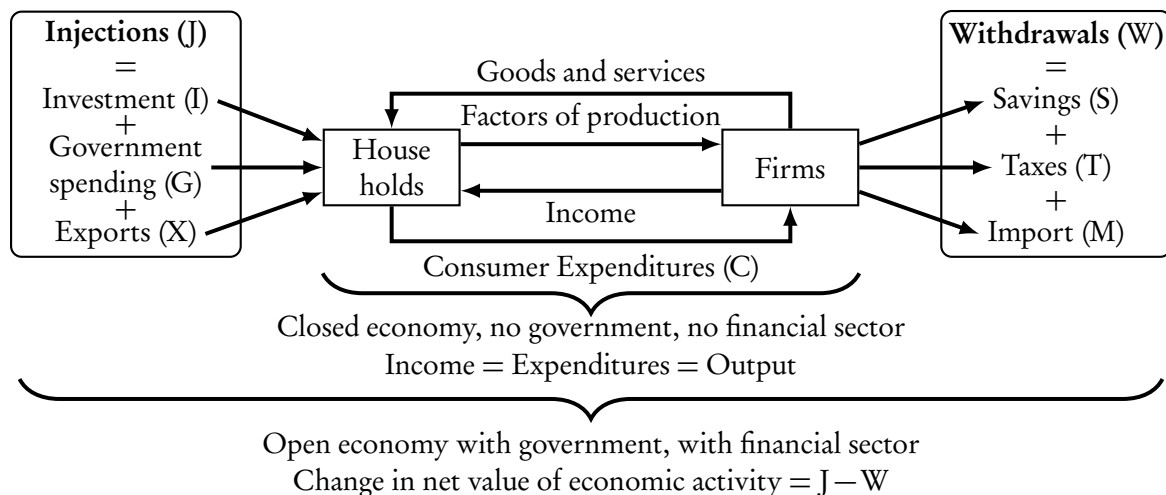 Injections (J)
=
Investment (I)
+
Government
spending (G)
+
Exports (X)
Goods and services
Factors of production
House
holds
Firms
Income
Consumer Expenditures (C)
Withdrawals (W)
=
Savings (S)
+
Taxes (T)
+
Import (M)
Closed economy, no government, no financial sector
Income = Expenditures = Output
Open economy with government, with financial sector
Change in net value of economic activity = J − W